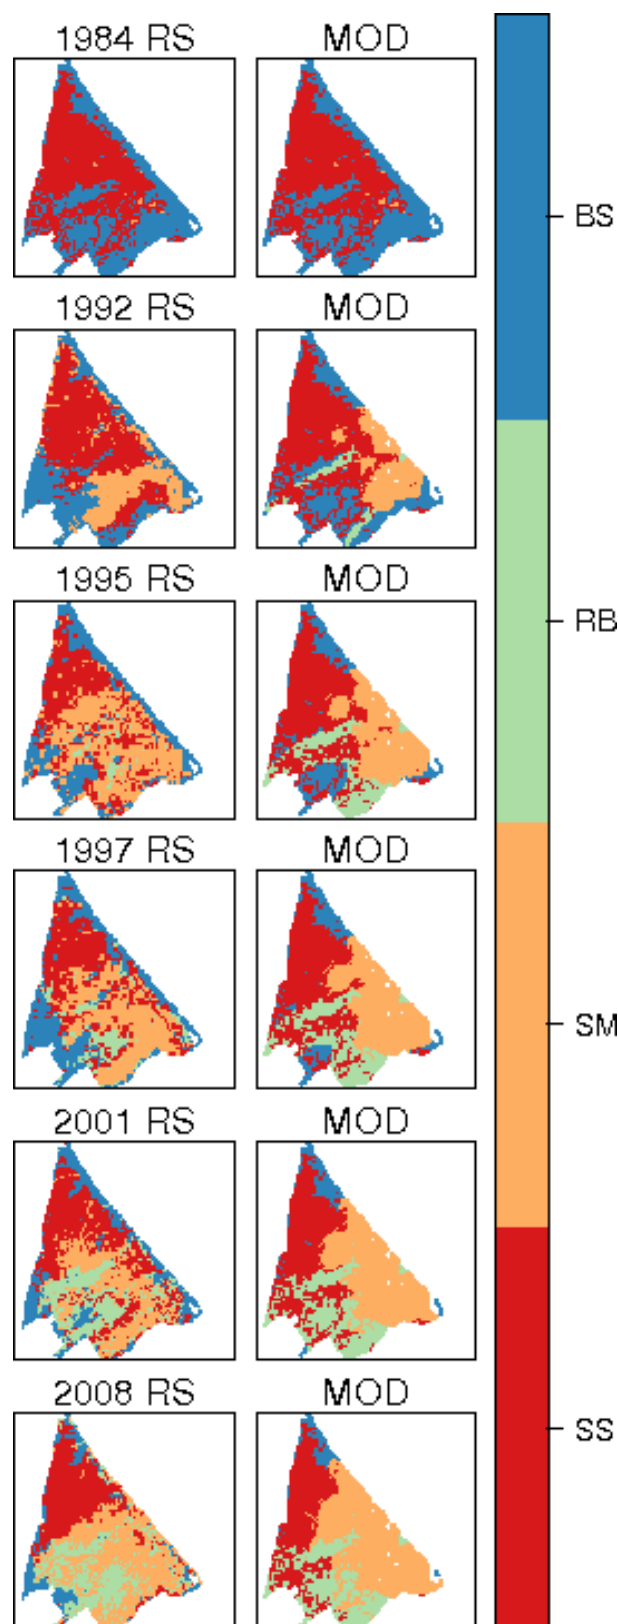 1984 RS MOD
BS
1992 RS MOD
1995 RS MOD
RB
1997 RS MOD
SM
2001 RS MOD
2008 RS MOD
SS